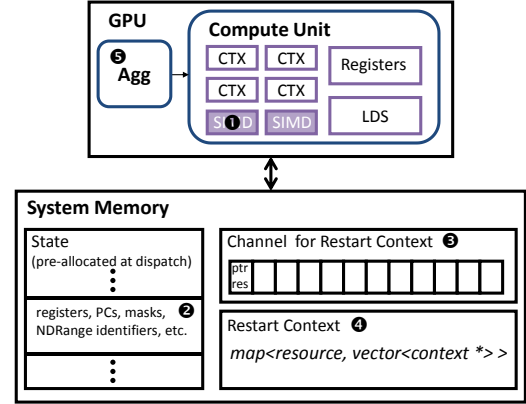 GPU
Compute Unit
❺
Agg
CTX CTX
Registers
CTX CTX
❶ SIMD
LDS
System Memory
State
(pre-allocated at dispatch)
registers, PCs, masks, ❷
NDRange identifiers, etc.
Channel for Restart Context ❸
ptr
res
Restart Context ❹
map<resource, vector<context *> >